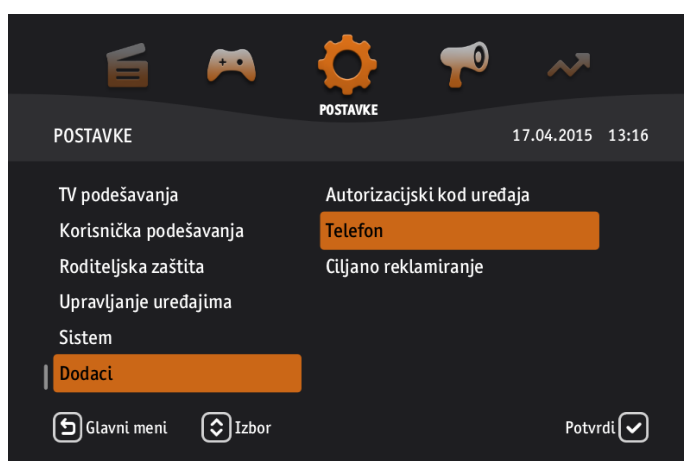 POSTAVKE
POSTAVKE
17.04.2015 13:16
TV podešavanja
Korisnička podešavanja
Roditeljska zaštita
Upravljanje uređajima
Sistem
Dodaci
Autorizacijski kod uređaja
Telefon
Ciljano reklamiranje
Glavni meni
Izbor
Potvrdi